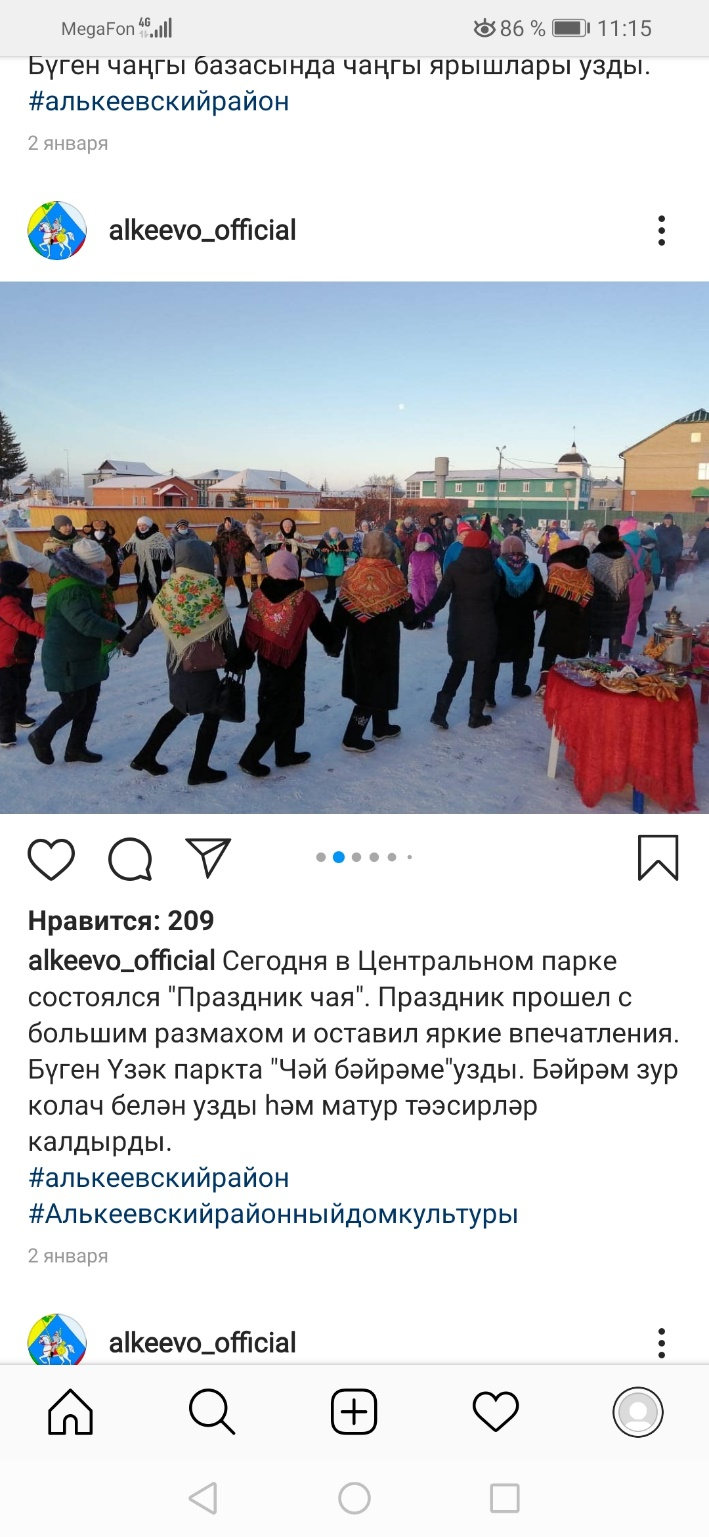 MegaFon 4G 86 % 11:15
Бүген чаңгы базасында чаңгы ярышлары узды.
#алькеевскийрайон
2 января
alkeevo_official
Нравится: 209
alkeevo_official Сегодня в Центральном парке
состоялся "Праздник чая". Праздник прошел с
большим размахом и оставил яркие впечатления.
Бүген Үзәк паркта "Чәй бәйрәме"узды. Бәйрәм зур
колач белән узды һәм матур тәэсирләр
калдырды.
#алькеевскийрайон
#Алькеевскийрайонныйдомкультуры
2 января
alkeevo_official